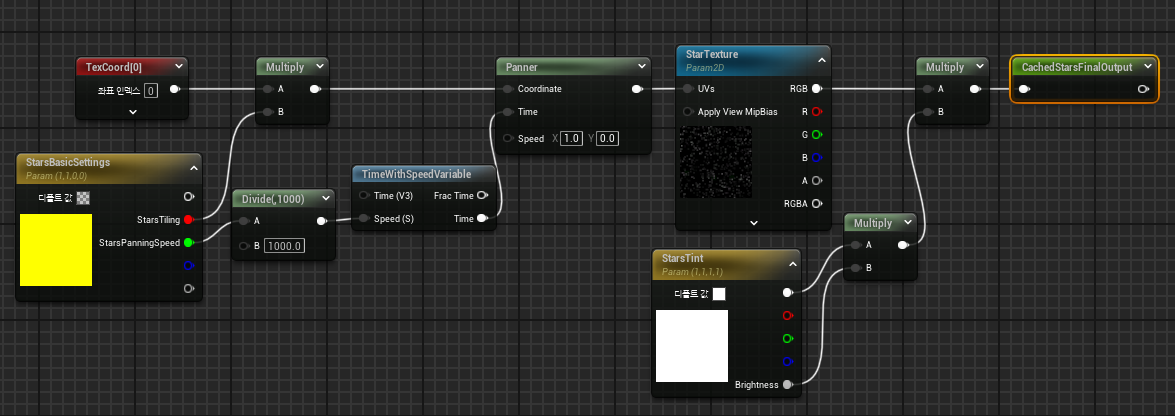 TexCoord[0]
좌표 인덱스 0
Multiply
A
B
StarsBasicSettings
Param (1,1,0,0)
디폴트 값
StarsTiling
StarsPanningSpeed
Divide(,1000)
A
B 1000.0
TimeWithSpeedVariable
Time (V3) Frac Time
Speed (S) Time
Panner
Coordinate
Time
Speed X 1.0 Y 0.0
StarTexture
Param2D
UVs RGB
Apply View MipBias R
G
B
A
RGBA
StarsTint
Param (1,1,1,1)
디폴트 값
Brightness
Multiply
A
B
Multiply
A
B
CachedStarsFinalOutput